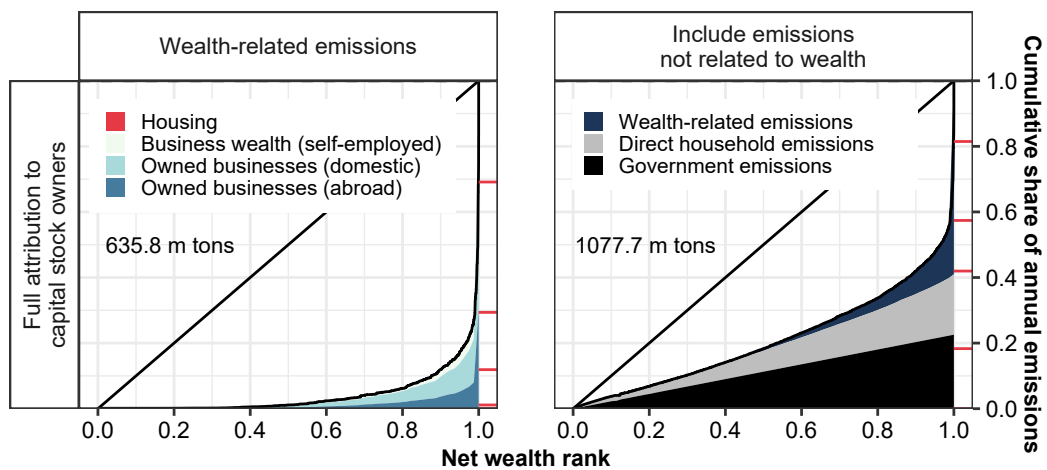 Wealth-related emissions
Include emissions
not related to wealth
Full attribution to
capital stock owners
Housing
Business wealth (self-employed)
Owned businesses (domestic)
Owned businesses (abroad)
635.8 m tons
Wealth-related emissions
Direct household emissions
Government emissions
1077.7 m tons
1.0
0.8
0.6
0.4
0.2
0.0
Cumulative share of annual emissions
0.0 0.2 0.4 0.6 0.8 1.0
0.0 0.2 0.4 0.6 0.8 1.0
Net wealth rank